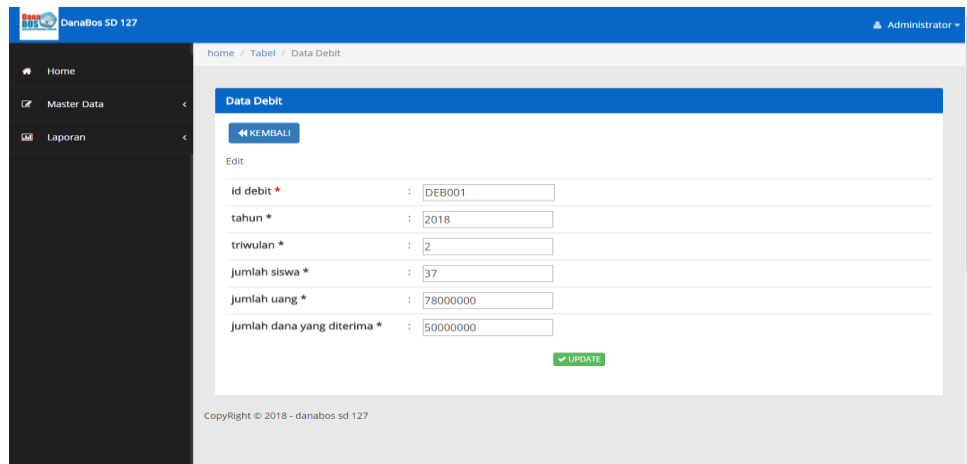 Dana BOS DanaBos SD 127
Administrator
home / Tabel / Data Debit
Home
Master Data
Laporan
Data Debit
KEMBALI
Edit
id debit * : DEB001
tahun * : 2018
triwulan * : 2
jumlah siswa * : 37
jumlah uang * : 78000000
jumlah dana yang diterima * : 50000000
UPDATE
CopyRight © 2018 - danabos sd 127